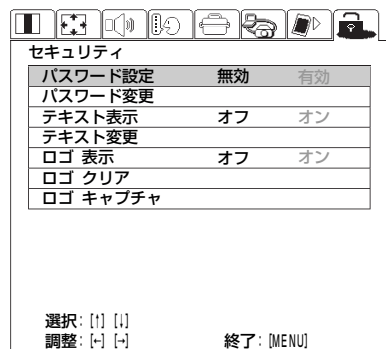 セキュリティ
パスワード設定 無効 有効
パスワード変更
テキスト表示 オフ オン
テキスト変更
ロゴ 表示 オフ オン
ロゴ クリア
ロゴ キャプチャ
選択: [↑] [↓]
調整: [←] [→] 終了: [MENU]